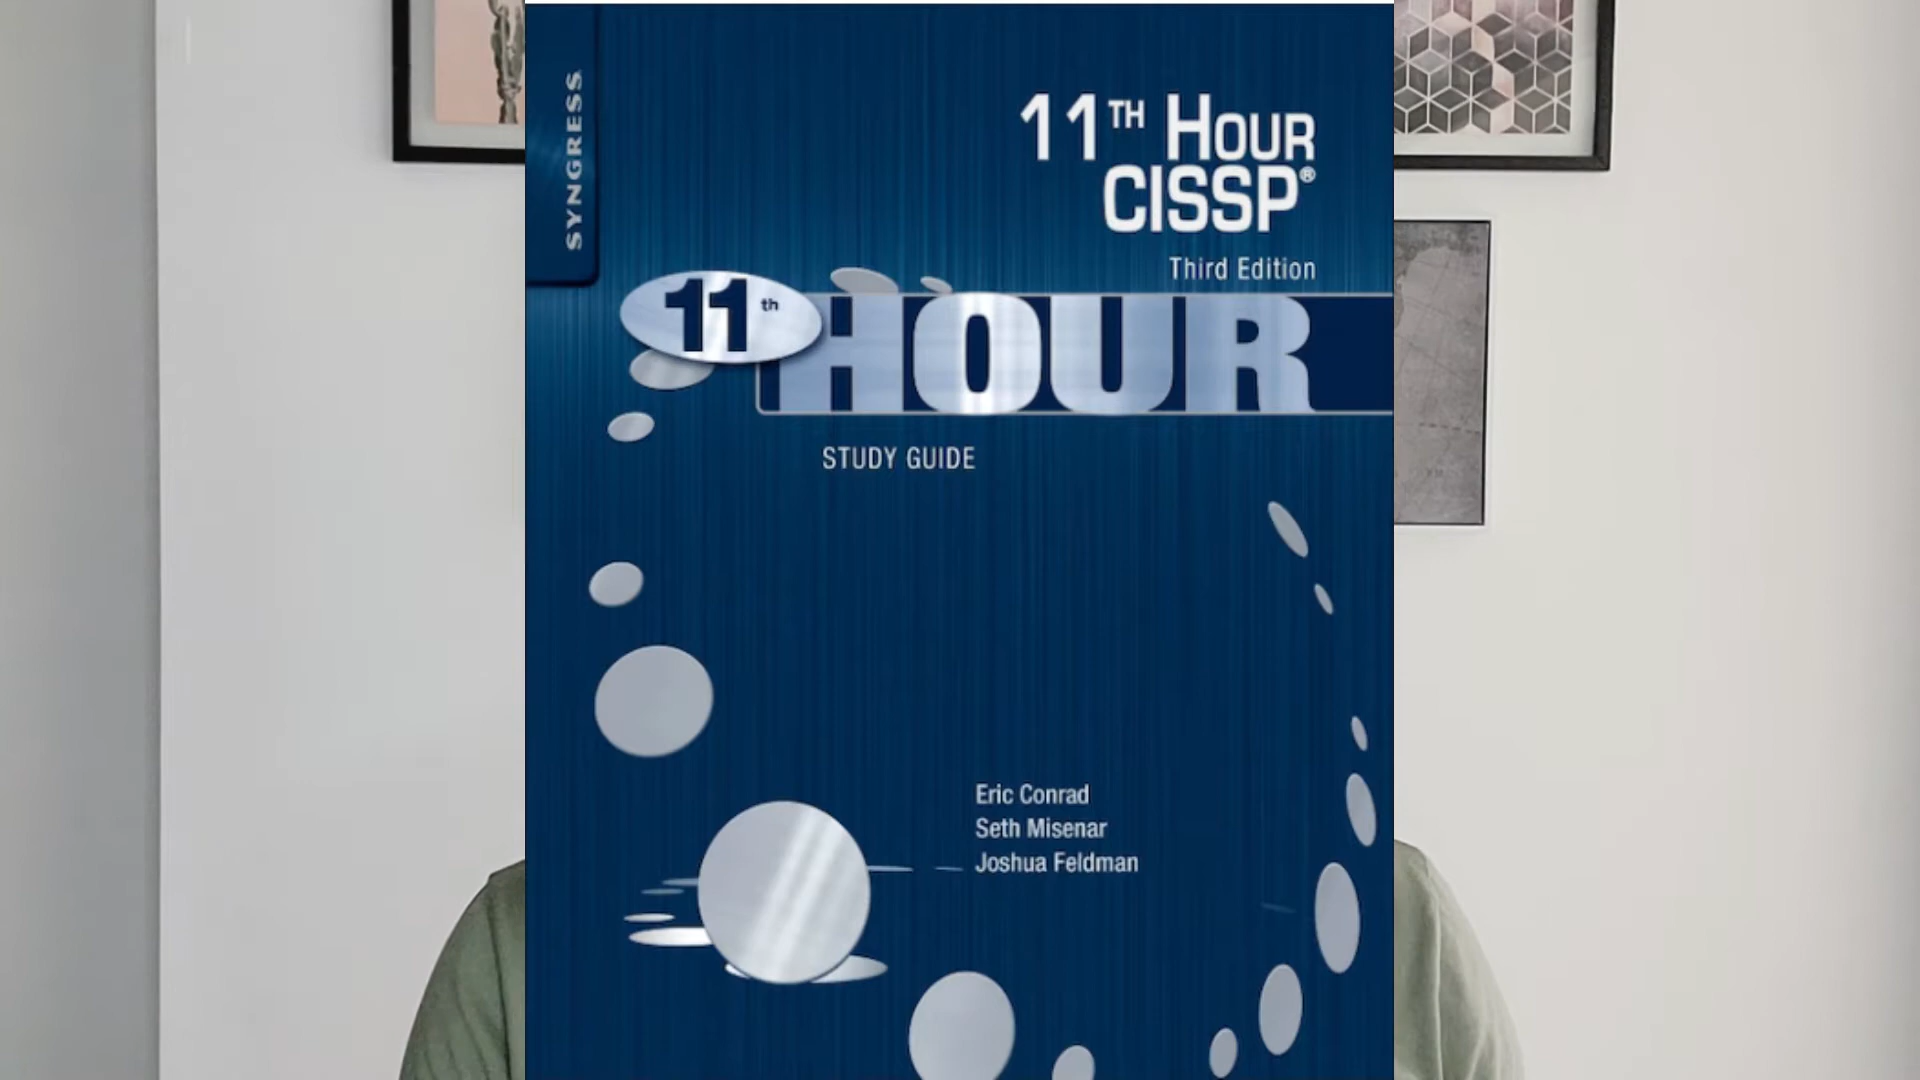 SYNGRESS
11TH HOUR
CISSP®
Third Edition
11th HOUR
STUDY GUIDE
Eric Conrad
Seth Misenar
Joshua Feldman